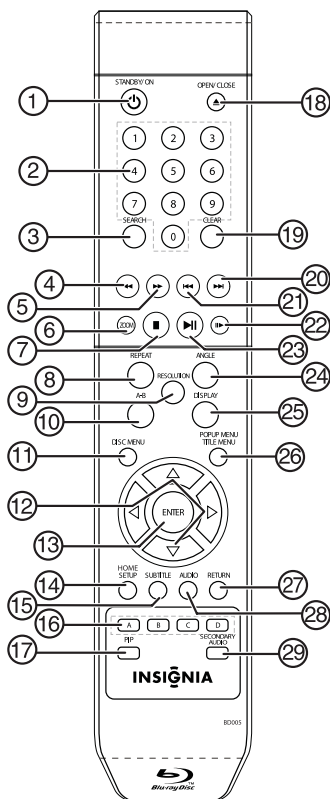 STANDBY/ ON
OPEN/ CLOSE
1
18
1 2 3
2
4 5 6
7 8 9
SEARCH
CLEAR
3
0
19
4
20
5
21
6
ZOOM
22
7
23
REPEAT
ANGLE
8
24
RESOLUTION
9
A-B
DISPLAY
10
25
DISC MENU
POPUP MENU
TITLE MENU
11
26
12
ENTER
13
HOME
SETUP
SUBTITLE
AUDIO
RETURN
14
27
15
28
16
A B C D
PIP
SECONDARY
AUDIO
17
29
INSIGNIA
BD005
Blu-ray Disc
TM